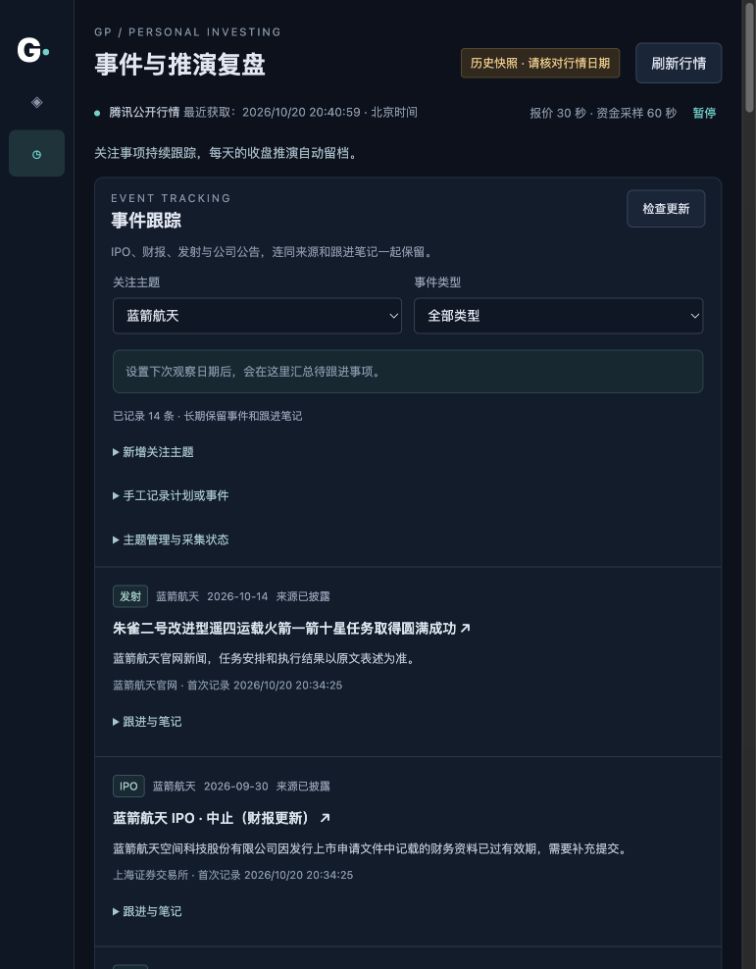 G.
GP / PERSONAL INVESTING
事件与推演复盘
历史快照 · 请核对行情日期
刷新行情
腾讯公开行情 最近获取：2026/10/20 20:40:59 · 北京时间
报价 30 秒 · 资金采样 60 秒 暂停
关注事项持续跟踪，每天的收盘推演自动留档。
EVENT TRACKING
事件跟踪
检查更新
IPO、财报、发射与公司公告，连同来源和跟进笔记一起保留。
关注主题
事件类型
蓝箭航天
全部类型
设置下次观察日期后，会在这里汇总待跟进事项。
已记录 14 条 · 长期保留事件和跟进笔记
▶ 新增关注主题
▶ 手工记录计划或事件
▶ 主题管理与采集状态
发射 蓝箭航天 2026-10-14 来源已披露
朱雀二号改进型遥四运载火箭一箭十星任务取得圆满成功 ↗
蓝箭航天官网新闻，任务安排和执行结果以原文表述为准。
蓝箭航天官网 · 首次记录 2026/10/20 20:34:25
▶ 跟进与笔记
IPO 蓝箭航天 2026-09-30 来源已披露
蓝箭航天 IPO · 中止（财报更新） ↗
蓝箭航天空间科技股份有限公司因发行上市申请文件中记载的财务资料已过有效期，需要补充提交。
上海证券交易所 · 首次记录 2026/10/20 20:34:25
▶ 跟进与笔记